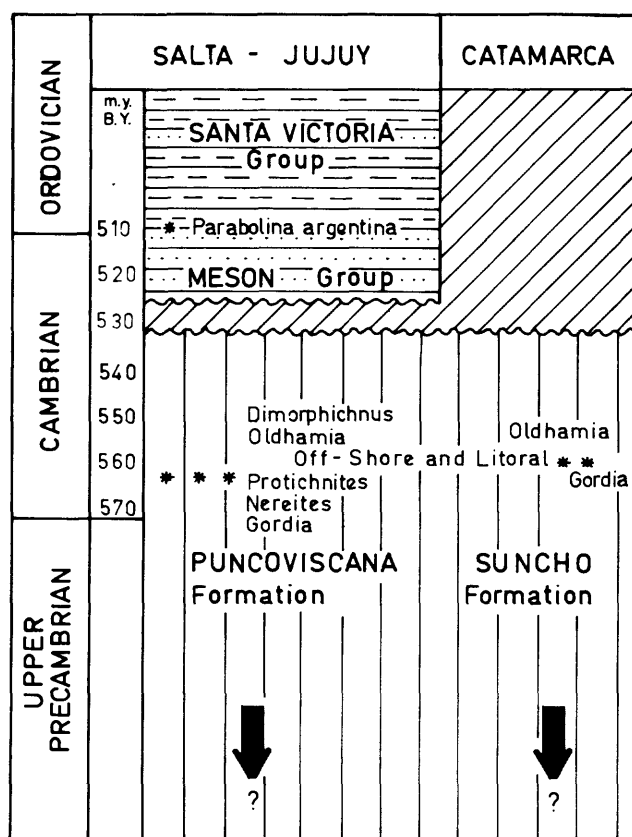 SALTA - JUJUY
CATAMARCA
ORDOVICIAN
CAMBRIAN
UPPER
PRECAMBRIAN
m.y.
B.Y.
510
520
530
540
550
560
570
SANTA VICTORIA
Group
* - Parabolina argentina
MESON Group
Dimorphichnus
Oldhamia
Oldhamia
Off-Shore and Litoral * *
Gordia
* * * Protichnites
Nereites
Gordia
PUNCOVISCANA
Formation
SUNCHO
Formation
?
?